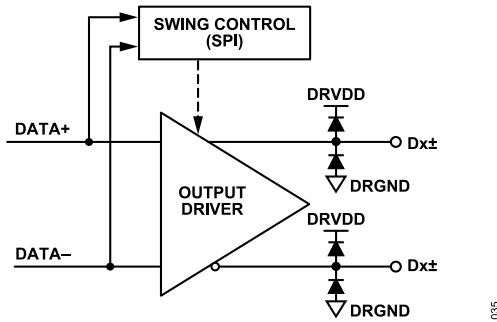 SWING CONTROL
(SPI)
DRVDD
DATA+
Dx±
DRGND
OUTPUT
DRIVER
DRVDD
DATA–
Dx±
DRGND
035